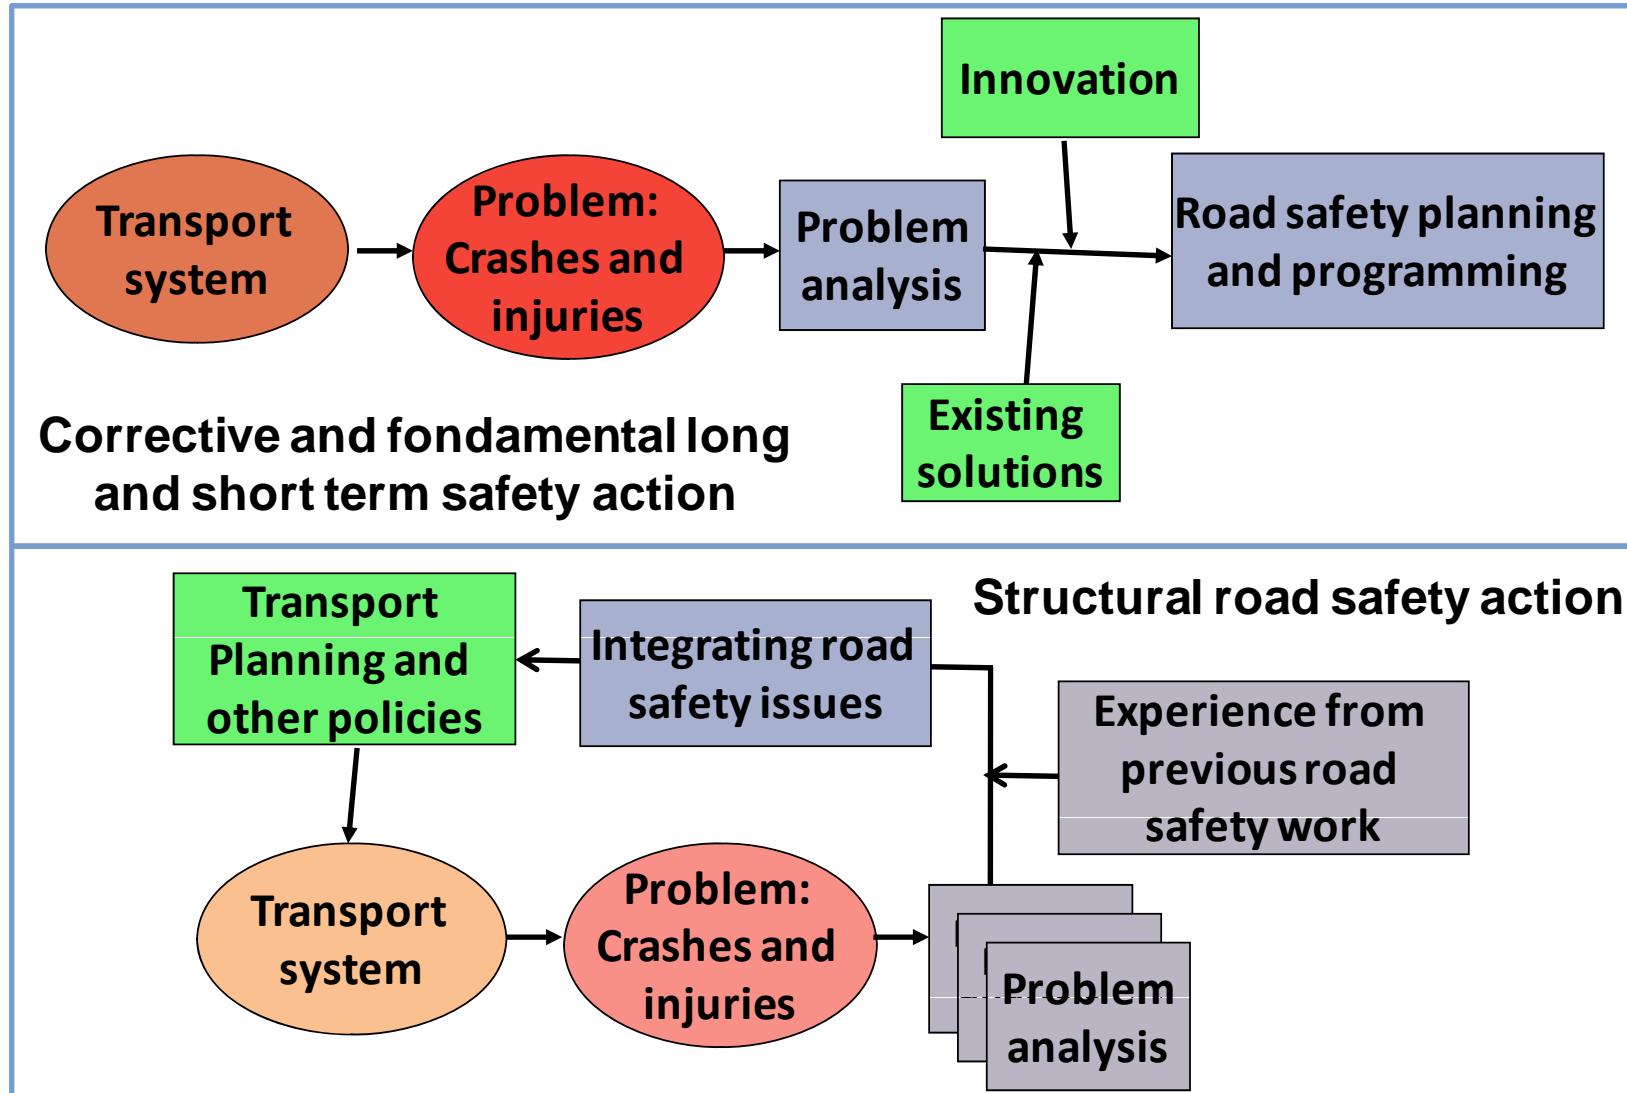 Innovation
Transport
system
Problem:
Crashes and
injuries
Problem
analysis
Road safety planning
and programming
Existing
solutions
Corrective and fondamental long
and short term safety action
Structural road safety action
Transport
Planning and
other policies
Integrating road
safety issues
Experience from
previous road
safety work
Transport
system
Problem:
Crashes and
injuries
Problem
analysis